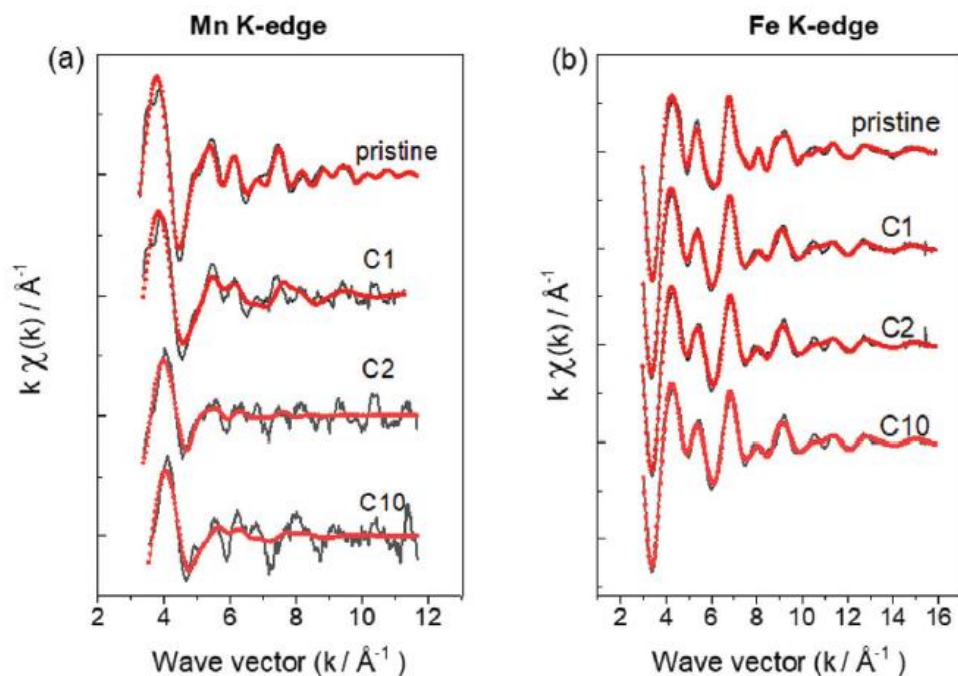 Mn K-edge
(a)
k χ(k) / Å⁻¹
pristine
C1
C2
C10
2 4 6 8 10 12
Wave vector (k / Å⁻¹)
Fe K-edge
(b)
k χ(k) / Å⁻¹
pristine
C1
C2
C10
2 4 6 8 10 12 14 16
Wave vector (k / Å⁻¹)